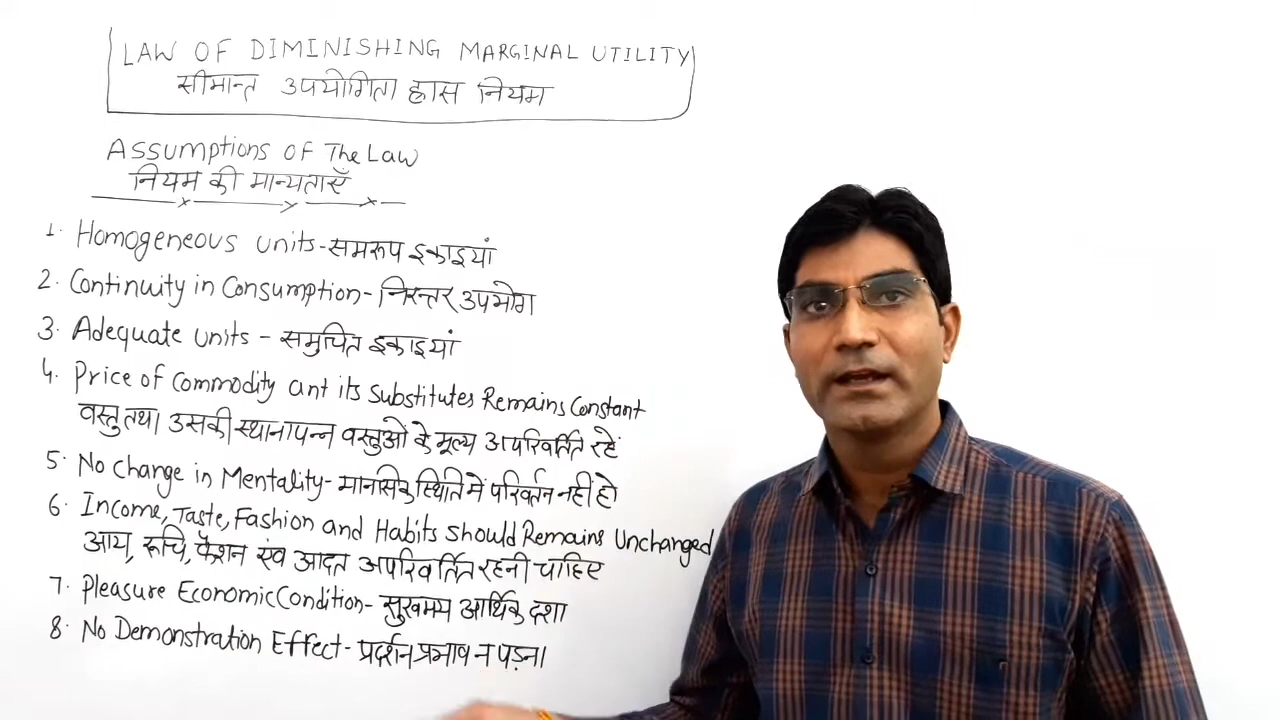 LAW OF DIMINISHING MARGINAL UTILITY
सीमान्त उपयोगिता ह्रास नियम
Assumptions of The Law
नियम की मान्यताएँ
1. Homogeneous units - समरूप इकाइयां
2. Continuity in Consumption - निरन्तर उपभोग
3. Adequate units - समुचित इकाइयां
4. Price of Commodity ant its Substitutes Remains Constant
वस्तु तथा उसकी स्थानापन्न वस्तुओं के मूल्य अपरिवर्तित रहें
5. No Change in Mentality - मानसिक स्थिति में परिवर्तन नहीं हो
6. Income, Taste, Fashion and Habits Should Remains Unchanged
आय, रूचि, फैशन एंव आदत अपरिवर्तित रहनी चाहिए
7. Pleasure Economic Condition - सुखमय आर्थिक दशा
8. No Demonstration Effect - प्रदर्शन प्रभाव न पड़ना